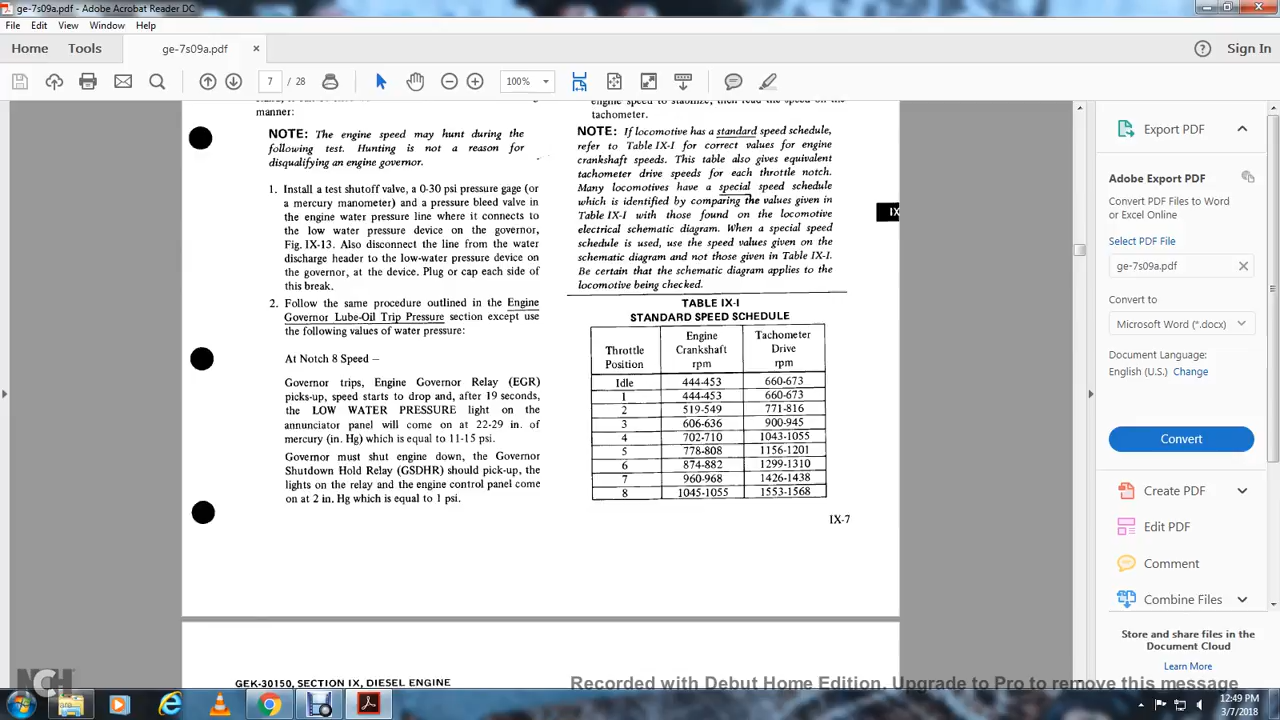 ge-7s09a.pdf - Adobe Acrobat Reader DC
File Edit View Window Help
Home Tools ge-7s09a.pdf × Sign In
7 / 28 100%
manner:
NOTE: The engine speed may hunt during the
following test. Hunting is not a reason for
disqualifying an engine governor.
1. Install a test shutoff valve, a 0-30 psi pressure gage (or
a mercury manometer) and a pressure bleed valve in
the engine water pressure line where it connects to
the low water pressure device on the governor,
Fig. IX-13. Also disconnect the line from the water
discharge header to the low-water pressure device on
the governor, at the device. Plug or cap each side of
this break.
2. Follow the same procedure outlined in the Engine
Governor Lube-Oil Trip Pressure section except use
the following values of water pressure:
At Notch 8 Speed –
Governor trips, Engine Governor Relay (EGR)
picks-up, speed starts to drop and, after 19 seconds,
the LOW WATER PRESSURE light on the
annunciator panel will come on at 22-29 in. of
mercury (in. Hg) which is equal to 11-15 psi.
Governor must shut engine down, the Governor
Shutdown Hold Relay (GSDHR) should pick-up, the
lights on the relay and the engine control panel come
on at 2 in. Hg which is equal to 1 psi.
engine speed to stabilize, then read the speed on the
tachometer.
NOTE: If locomotive has a standard speed schedule,
refer to Table IX-I for correct values for engine
crankshaft speeds. This table also gives equivalent
tachometer drive speeds for each throttle notch.
Many locomotives have a special speed schedule
which is identified by comparing the values given in
Table IX-I with those found on the locomotive
electrical schematic diagram. When a special speed
schedule is used, use the speed values given on the
schematic diagram and not those given in Table IX-I.
Be certain that the schematic diagram applies to the
locomotive being checked.
TABLE IX-I
STANDARD SPEED SCHEDULE
Throttle Position Engine Crankshaft rpm Tachometer Drive rpm
Idle 444-453 660-673
1 444-453 660-673
2 519-549 771-816
3 606-636 900-945
4 702-710 1043-1055
5 778-808 1156-1201
6 874-882 1299-1310
7 960-968 1426-1438
8 1045-1055 1553-1568
IX-7
IX
GEK-30150, SECTION IX, DIESEL ENGINE
Export PDF
Adobe Export PDF
Convert PDF Files to Word
or Excel Online
Select PDF File
ge-7s09a.pdf
Convert to
Microsoft Word (*.docx)
Document Language:
English (U.S.) Change
Convert
Create PDF
Edit PDF
Comment
Combine Files
Store and share files in the
Document Cloud
Learn More
NCH
Recorded with Debut Home Edition. Upgrade to Pro to remove this message
12:49 PM
3/7/2018